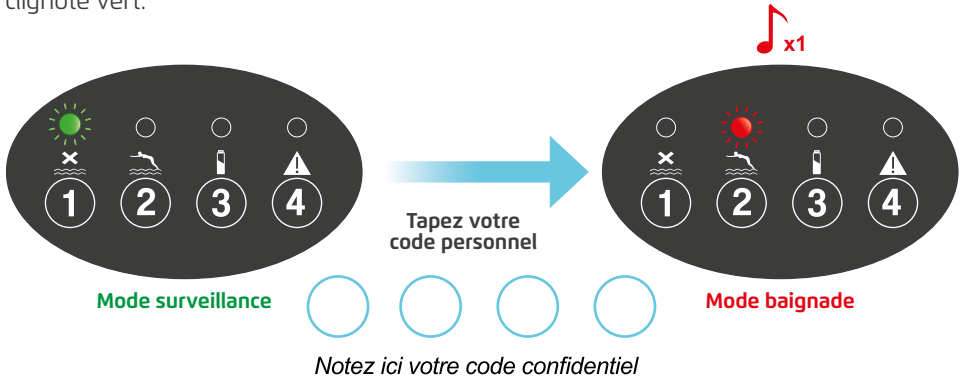 clignote vert.
x1
1 2 3 4
1 2 3 4
Tapez votre
code personnel
Mode surveillance
Mode baignade
Notez ici votre code confidentiel